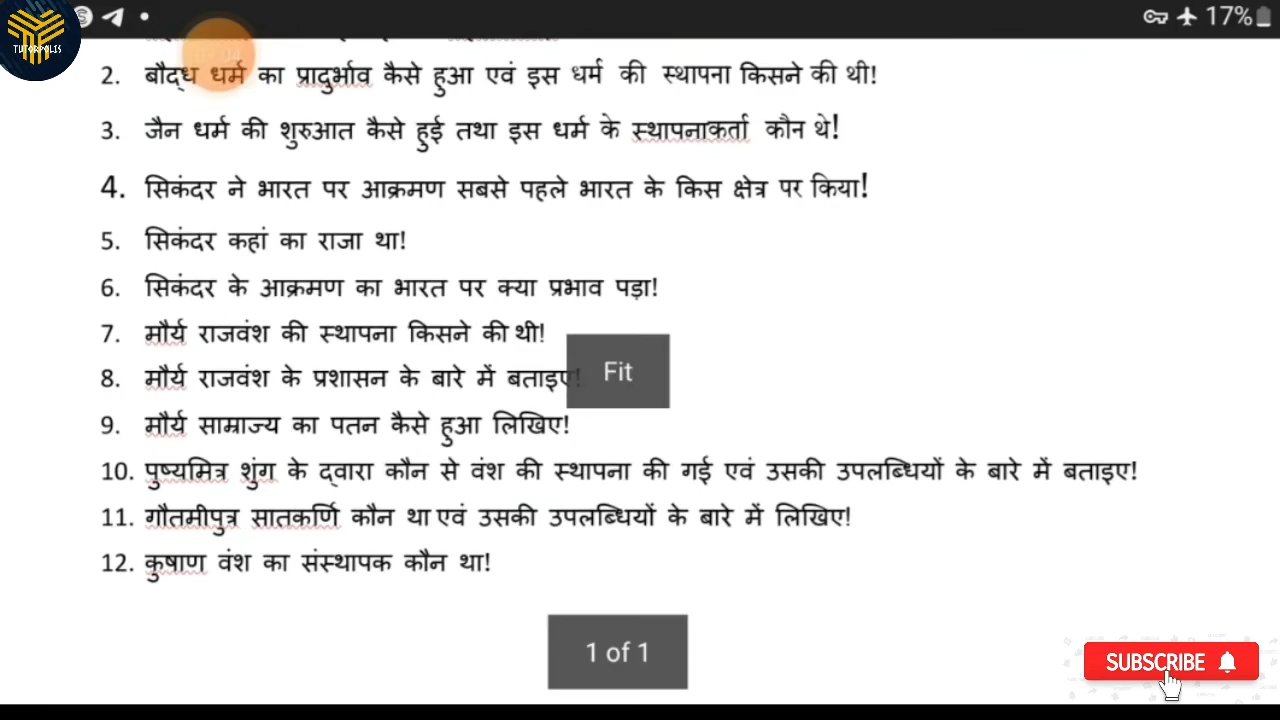 TUTORPOLIS
17%
2. बौद्ध धर्म का प्रादुर्भाव कैसे हुआ एवं इस धर्म की स्थापना किसने की थी!
3. जैन धर्म की शुरुआत कैसे हुई तथा इस धर्म के स्थापनाकर्ता कौन थे!
4. सिकंदर ने भारत पर आक्रमण सबसे पहले भारत के किस क्षेत्र पर किया!
5. सिकंदर कहां का राजा था!
6. सिकंदर के आक्रमण का भारत पर क्या प्रभाव पड़ा!
7. मौर्य राजवंश की स्थापना किसने की थी!
8. मौर्य राजवंश के प्रशासन के बारे में बताइए!
Fit
9. मौर्य साम्राज्य का पतन कैसे हुआ लिखिए!
10. पुष्यमित्र शुंग के द्वारा कौन से वंश की स्थापना की गई एवं उसकी उपलब्धियों के बारे में बताइए!
11. गौतमीपुत्र सातकर्णि कौन था एवं उसकी उपलब्धियों के बारे में लिखिए!
12. कुषाण वंश का संस्थापक कौन था!
1 of 1
SUBSCRIBE